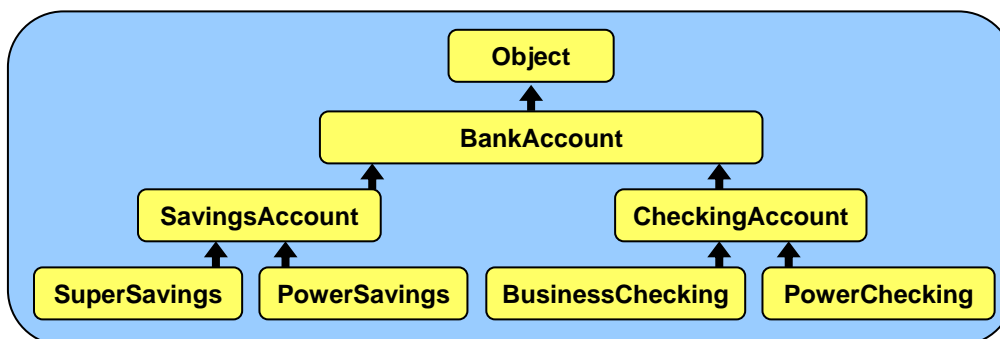 Object
BankAccount
SavingsAccount
CheckingAccount
SuperSavings
PowerSavings
BusinessChecking
PowerChecking